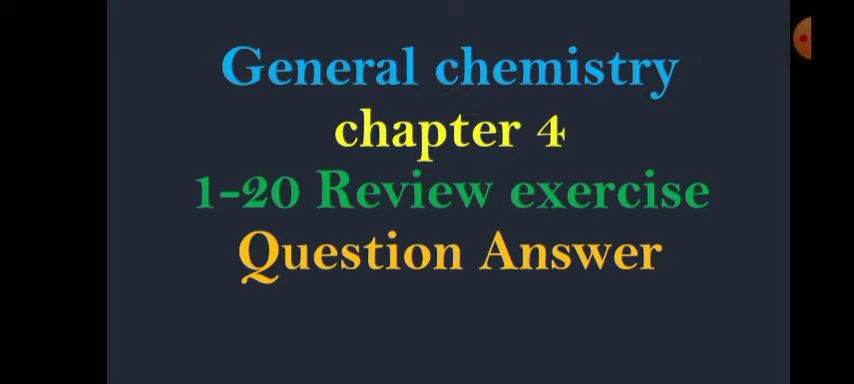 General chemistry
chapter 4
1-20 Review exercise
Question Answer